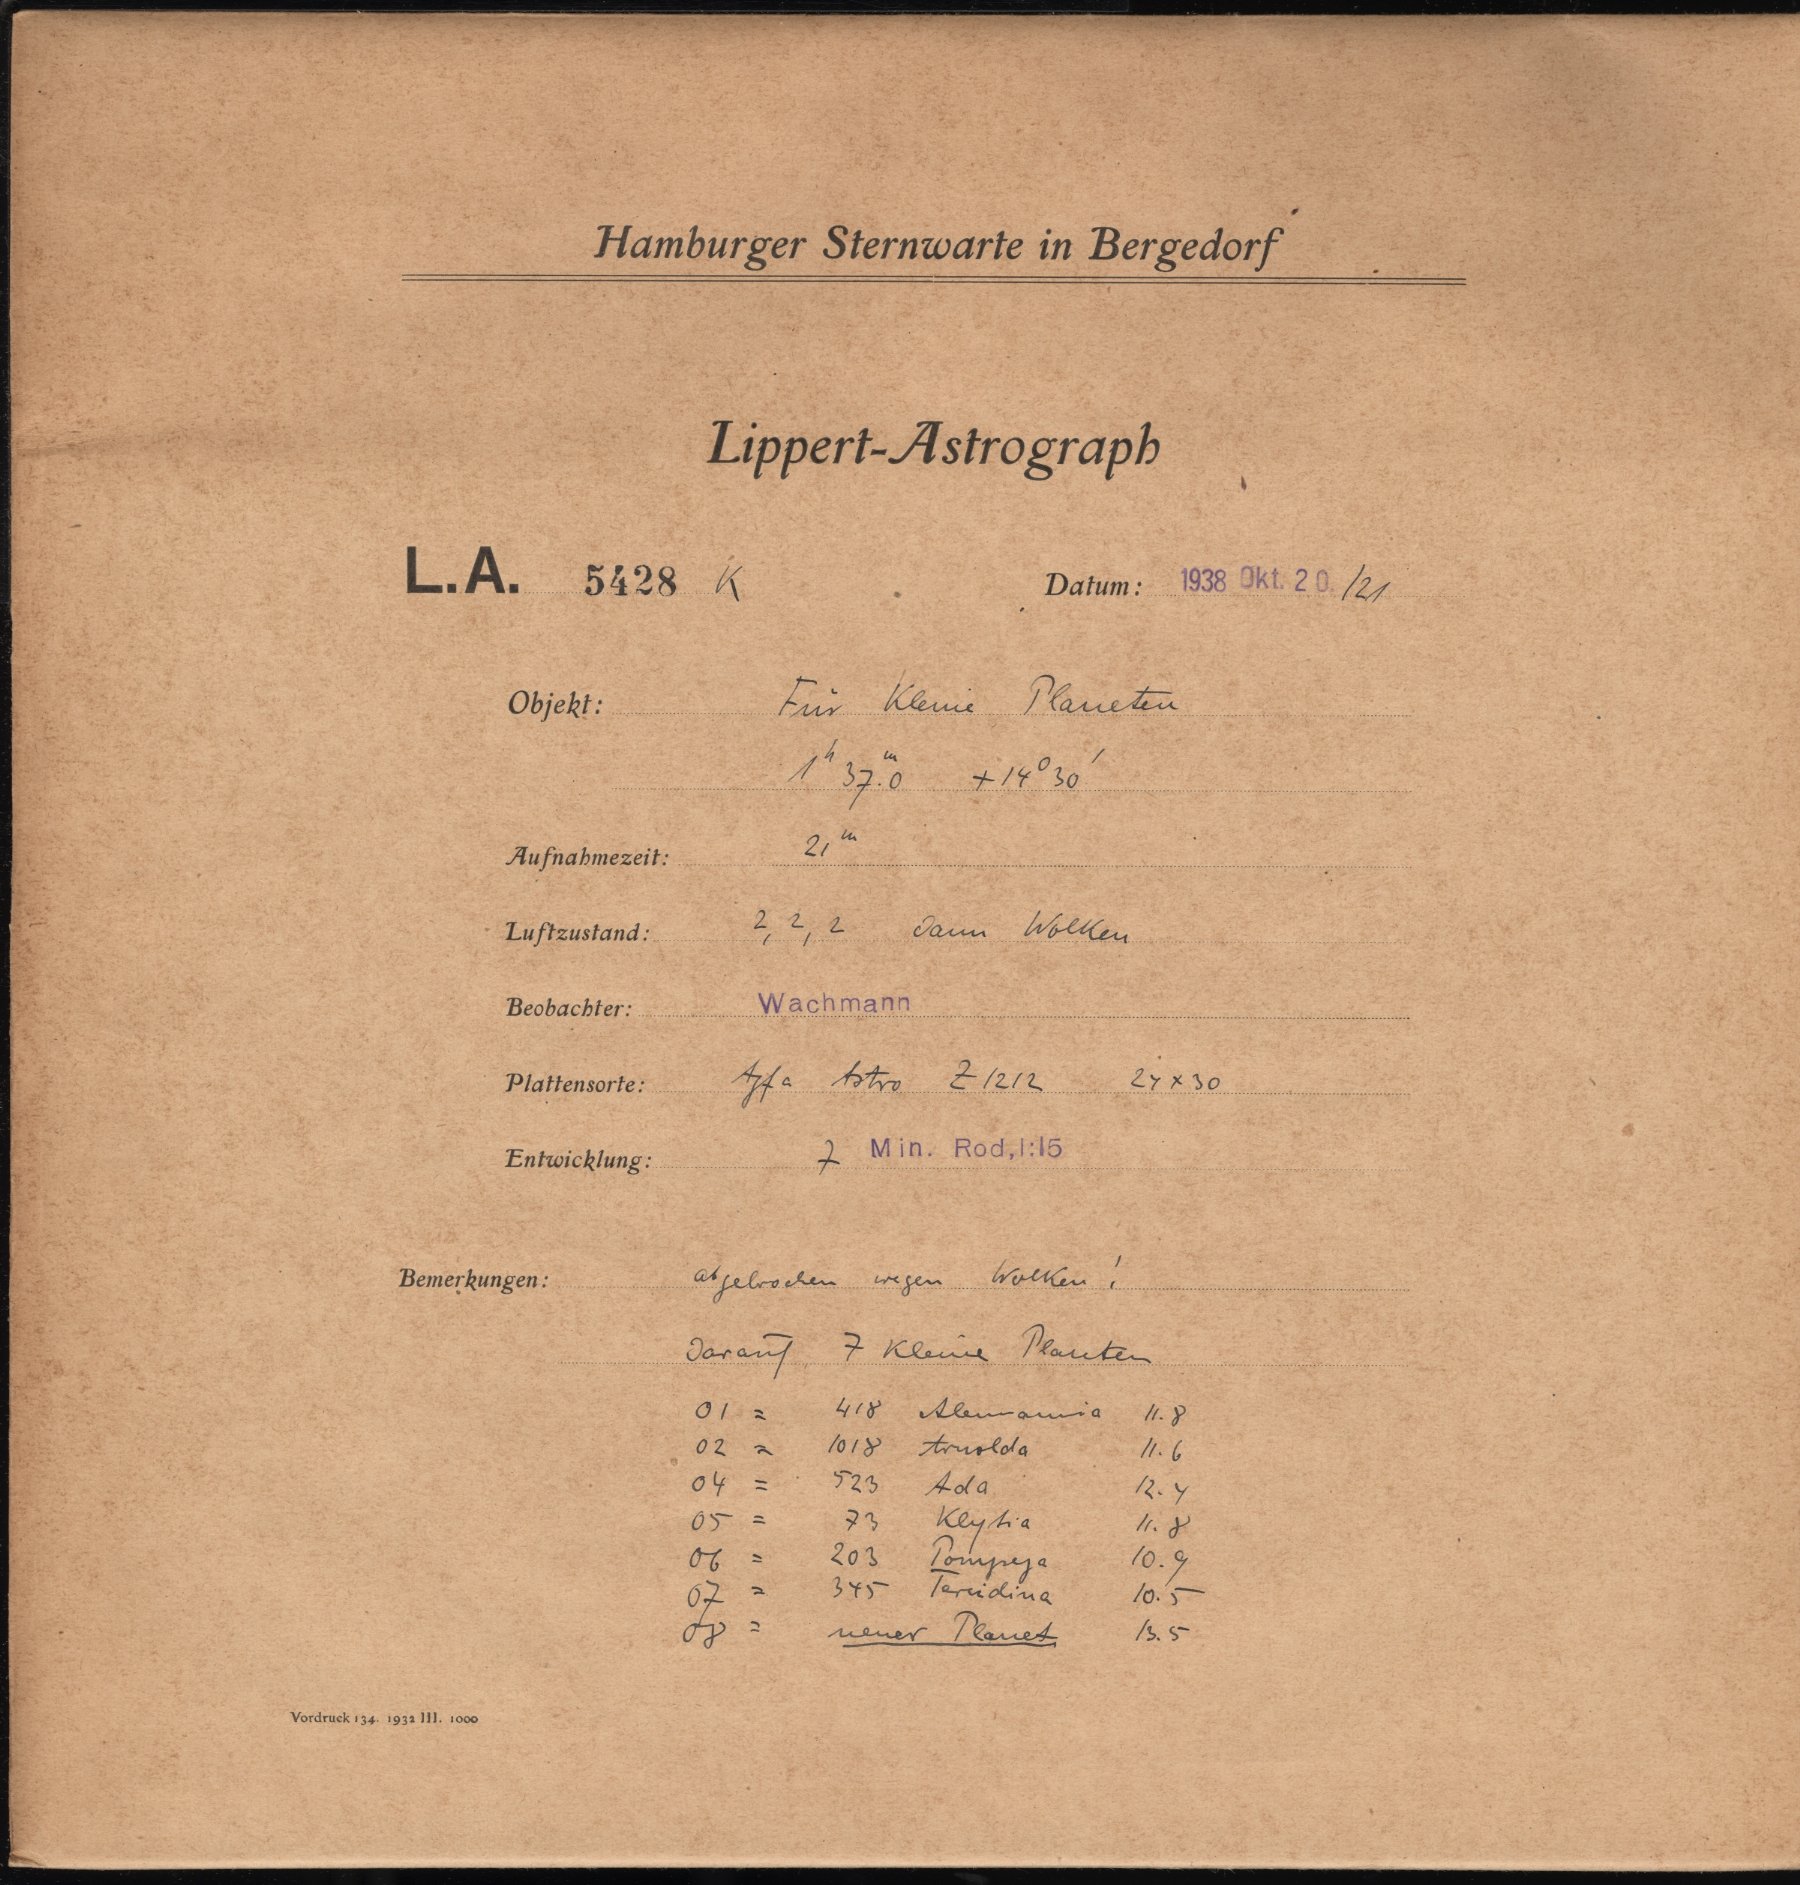 Hamburger Sternwarte in Bergedorf
Lippert-Astrograph
L.A. 5428 K Datum: 1938 Okt. 20. /21
Objekt: Für Kleine Planeten
1ʰ 37ᵐ.0 +14° 30′
Aufnahmezeit: 21ᵐ
Luftzustand: 2, 2, 2 dann Wolken
Beobachter: Wachmann
Plattensorte: Agfa Astro Z 1212 24 x 30
Entwicklung: 7 Min. Rod, 1:15
Bemerkungen: abgebrochen wegen Wolken!
Darauf 7 Kleine Planeten
01 = 418 Alemannia 11.8
02 = 1018 Arnolda 11.6
04 = 523 Ada 12.4
05 = 73 Klytia 11.8
06 = 203 Pompeja 10.9
07 = 345 Tercidina 10.5
08 = neuer Planet 13.5
Vordruck 134. 1932 III. 1000